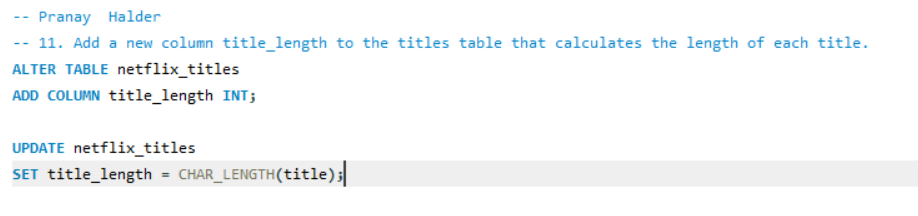 -- Pranay  Halder
-- 11. Add a new column title_length to the titles table that calculates the length of each title.
ALTER TABLE netflix_titles
ADD COLUMN title_length INT;
UPDATE netflix_titles
SET title_length = CHAR_LENGTH(title);